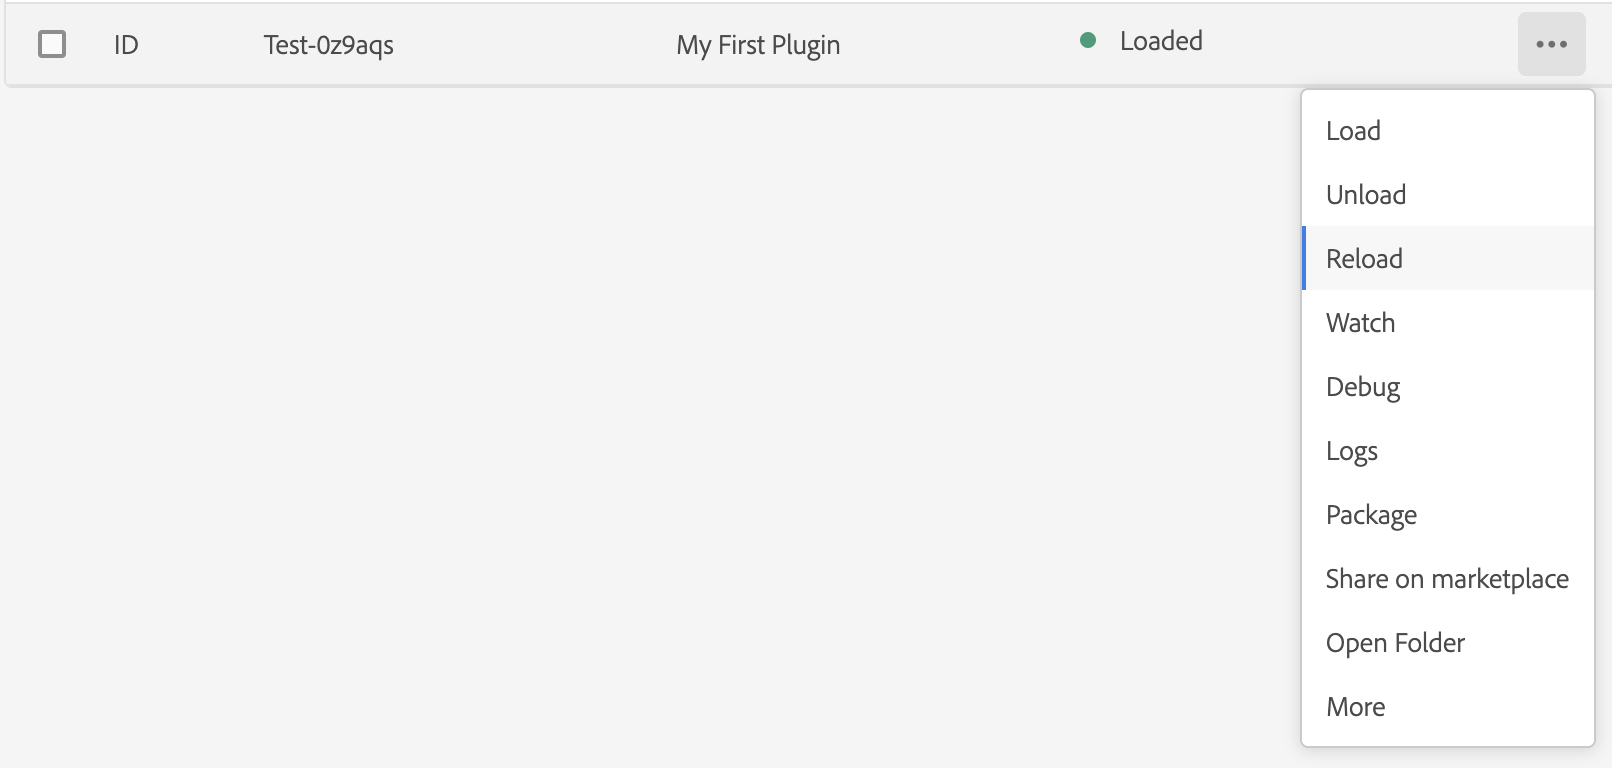 ID Test-0z9aqs My First Plugin Loaded
Load
Unload
Reload
Watch
Debug
Logs
Package
Share on marketplace
Open Folder
More